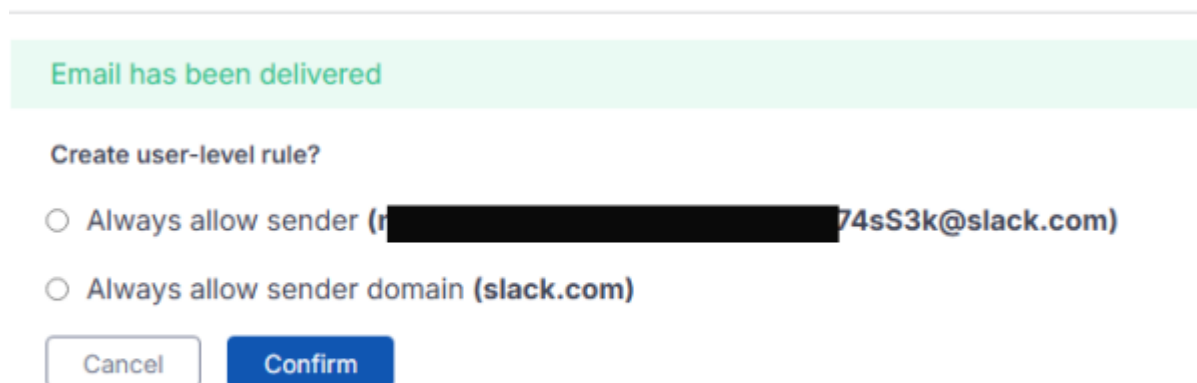 Email has been delivered
Create user-level rule?
Always allow sender (r 74sS3k@slack.com)
Always allow sender domain (slack.com)
Cancel Confirm